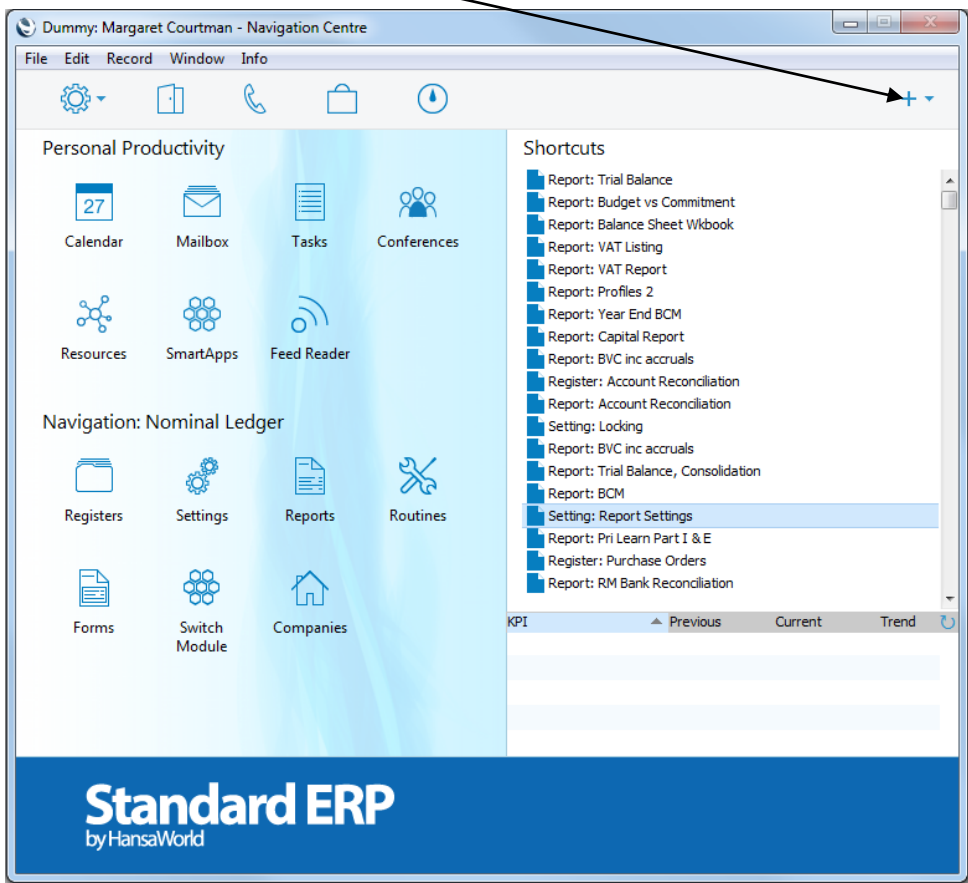 Dummy: Margaret Courtman - Navigation Centre
File Edit Record Window Info
Personal Productivity
27
Calendar Mailbox Tasks Conferences
Resources SmartApps Feed Reader
Navigation: Nominal Ledger
Registers Settings Reports Routines
Forms Switch Module Companies
Shortcuts
Report: Trial Balance
Report: Budget vs Commitment
Report: Balance Sheet Wkbook
Report: VAT Listing
Report: VAT Report
Report: Profiles 2
Report: Year End BCM
Report: Capital Report
Report: BVC inc accruals
Register: Account Reconciliation
Report: Account Reconciliation
Setting: Locking
Report: BVC inc accruals
Report: Trial Balance, Consolidation
Report: BCM
Setting: Report Settings
Report: Pri Learn Part I & E
Register: Purchase Orders
Report: RM Bank Reconciliation
KPI Previous Current Trend
Standard ERP
by HansaWorld